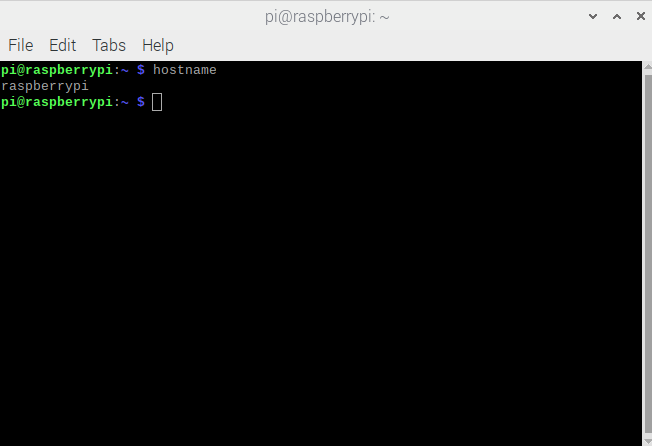 pi@raspberrypi: ~
File Edit Tabs Help
pi@raspberrypi:~ $ hostname
raspberrypi
pi@raspberrypi:~ $